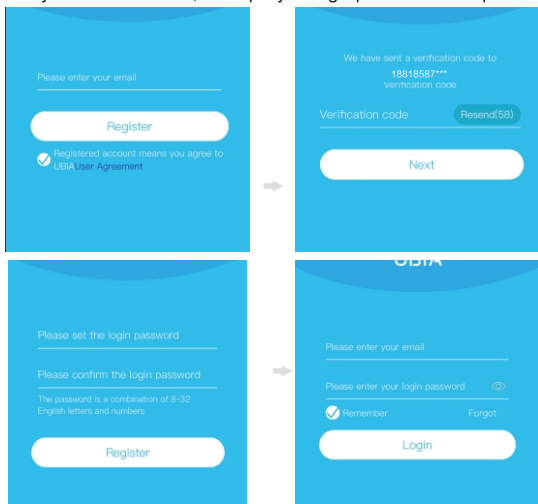 Please enter your email
Register
Registered account means you agree to
UBIAUser Agreement
We have sent a verification code to
18818587***
verification code
Verification code
Resend(58)
Next
Please set the login password
Please confirm the login password
The password is a combination of 8-32
English letters and numbers
Register
UBIA
Please enter your email
Please enter your login password
Remember
Forgot
Login